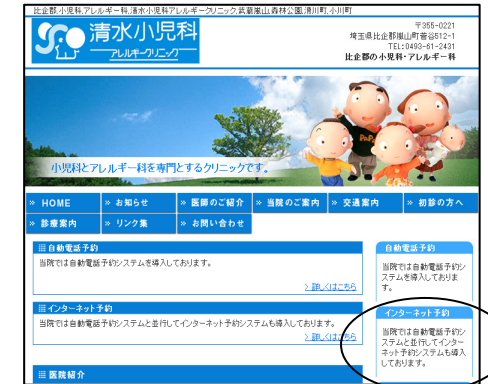 比企郡,小児科,アレルギー科,清水小児科アレルギークリニック,武蔵嵐山,森林公園,滑川町,小川町
清水小児科
アレルギークリニック
〒355-0221
埼玉県比企郡嵐山町菅谷512-1
TEL:0493-61-2431
比企郡の小児科・アレルギー科
小児科とアレルギー科を専門とするクリニックです。
» HOME
» お知らせ
» 医師のご紹介
» 当院のご案内
» 交通案内
» 初診の方へ
» 診療案内
» リンク集
» お問い合わせ
自動電話予約
当院では自動電話予約システムを導入しております。
> 詳しくはこちら
インターネット予約
当院では自動電話予約システムと並行してインターネット予約システムも導入しております。
> 詳しくはこちら
医院紹介
自動電話予約
当院では自動電話予約シ
ステムを導入しておりま
す。
インターネット予約
当院では自動電話予約シ
ステムと並行してインター
ネット予約システムも導入
しております。